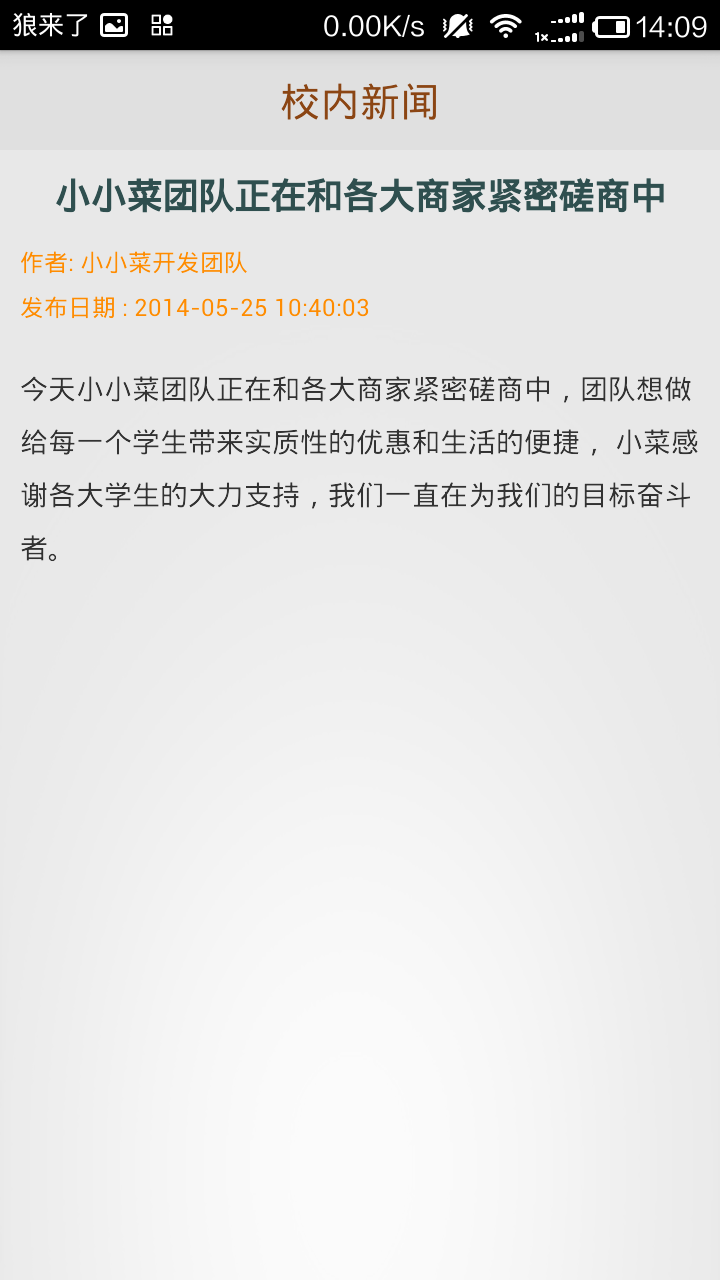 狼来了 0.00K/s 1× 14:09
校内新闻
小小菜团队正在和各大商家紧密磋商中
作者: 小小菜开发团队
发布日期 : 2014-05-25 10:40:03
今天小小菜团队正在和各大商家紧密磋商中，团队想做
给每一个学生带来实质性的优惠和生活的便捷， 小菜感
谢各大学生的大力支持，我们一直在为我们的目标奋斗
者。